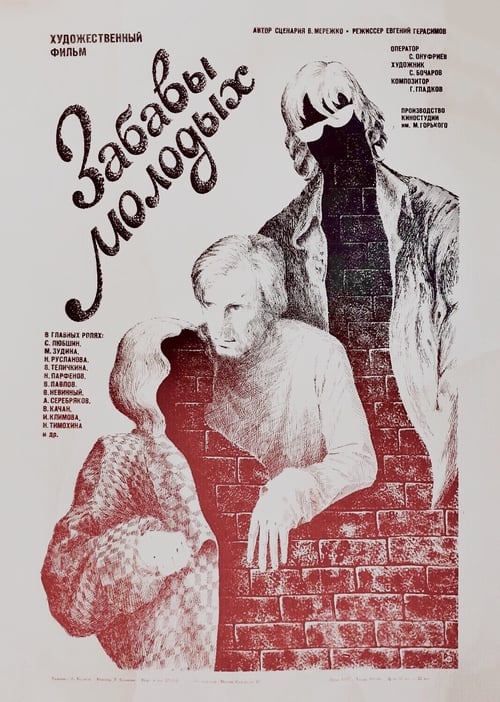 ХУДОЖЕСТВЕННЫЙ
ФИЛЬМ
АВТОР СЦЕНАРИЯ В. МЕРЕЖКО • РЕЖИССЕР ЕВГЕНИЙ ГЕРАСИМОВ
ОПЕРАТОР
С. ОНУФРИЕВ
ХУДОЖНИК
С. БОЧАРОВ
КОМПОЗИТОР
Г. ГЛАДКОВ
ПРОИЗВОДСТВО
КИНОСТУДИИ
им. М. ГОРЬКОГО
Забавы
молодых
В ГЛАВНЫХ РОЛЯХ:
С. ЛЮБШИН,
М. ЗУДИНА,
Н. РУСЛАНОВА,
Е. ТЕЛИЧКИНА,
Н. ПАРФЕНОВ,
В. ПАВЛОВ,
В. НЕВИННЫЙ,
А. СЕРЕБРЯКОВ,
В. КАЧАН,
И. КЛИМОВА,
Н. ТИМОХИНА
и др.